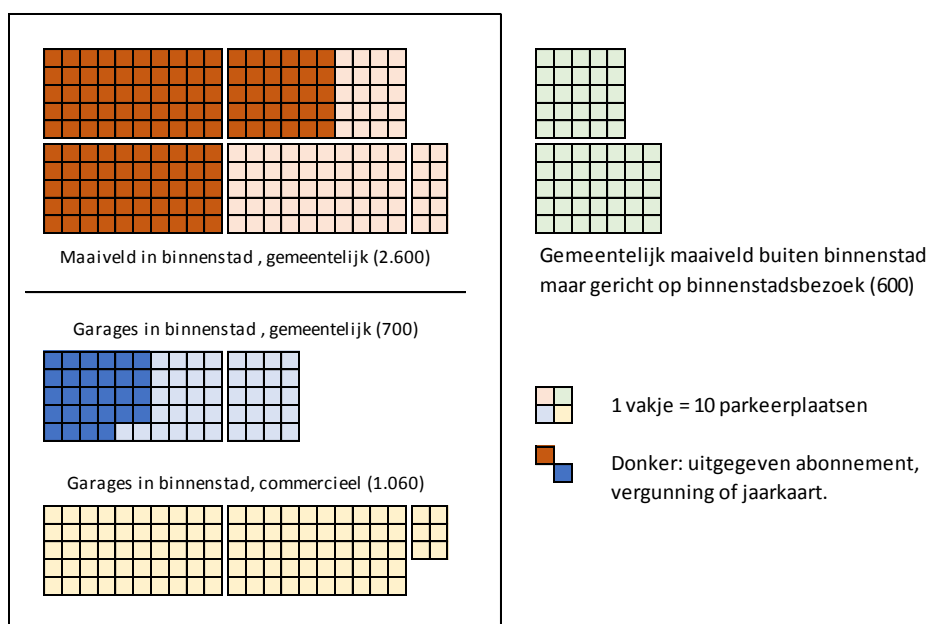 Maaiveld in binnenstad , gemeentelijk (2.600)
Gemeentelijk maaiveld buiten binnenstad
maar gericht op binnenstadsbezoek (600)
Garages in binnenstad , gemeentelijk (700)
1 vakje = 10 parkeerplaatsen
Donker: uitgegeven abonnement,
vergunning of jaarkaart.
Garages in binnenstad, commercieel (1.060)